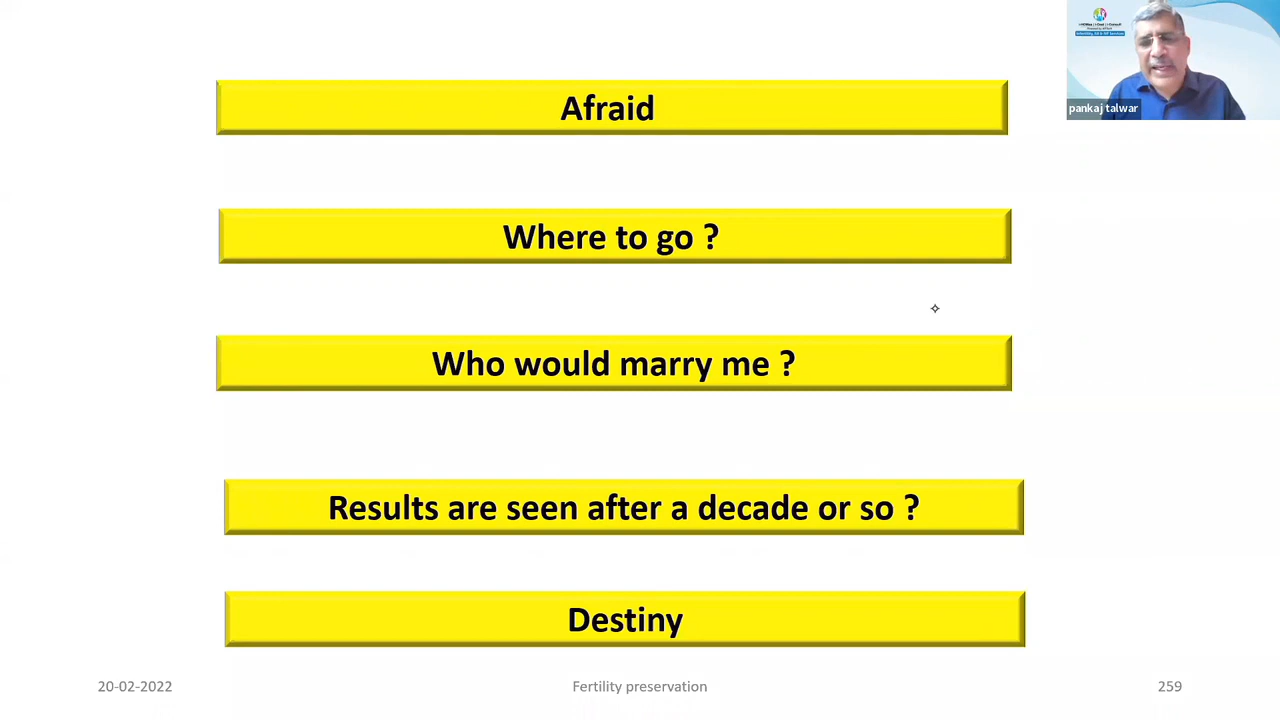 Afraid
Where to go ?
Who would marry me ?
Results are seen after a decade or so ?
Destiny
20-02-2022
Fertility preservation
259
pankaj talwar